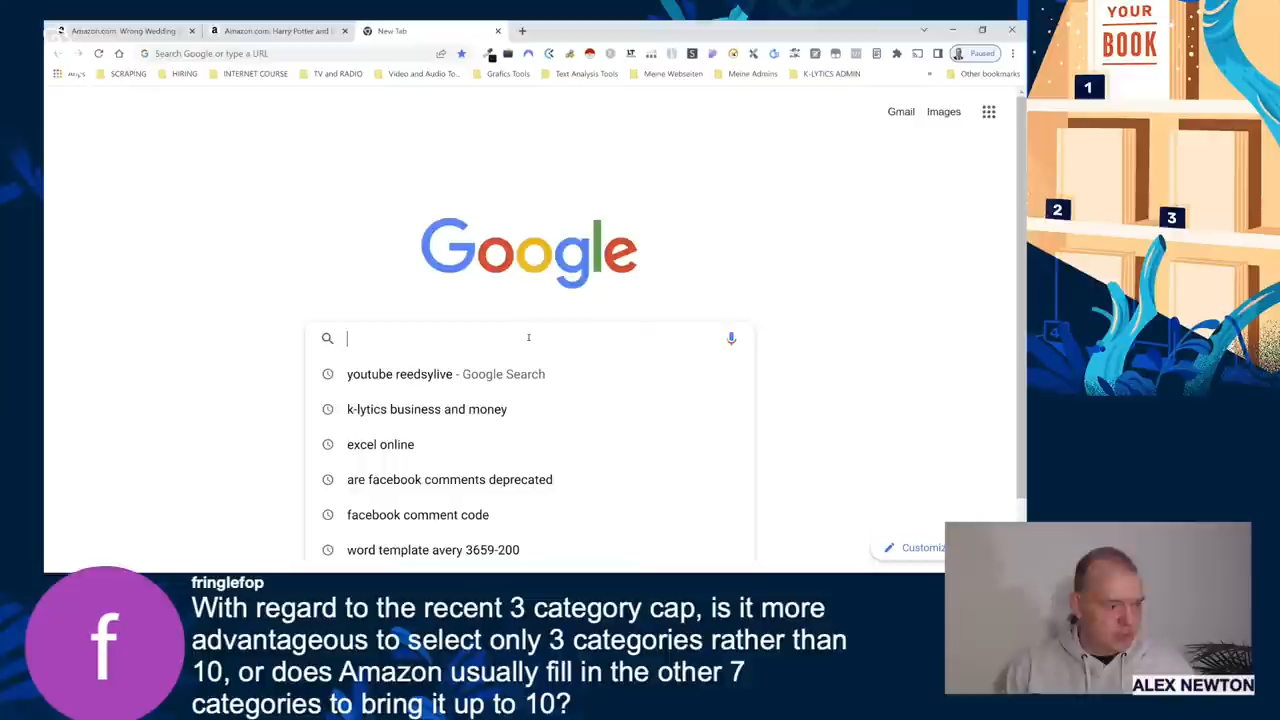 Amazon.com: Wrong Wedding
Amazon.com: Harry Potter and
New Tab
Search Google or type a URL
Paused
SCRAPING
HIRING
INTERNET COURSE
TV and RADIO
Video and Audio To...
Grafics Tools
Text Analysis Tools
Meine Webseiten
Meine Admins
K-LYTICS ADMIN
»
Other bookmarks
Gmail
Images
Google
youtube reedsylive - Google Search
k-lytics business and money
excel online
are facebook comments deprecated
facebook comment code
word template avery 3659-200
Customiz
YOUR
BOOK
1
2
3
4
ALEX NEWTON
f
fringlefop
With regard to the recent 3 category cap, is it more
advantageous to select only 3 categories rather than
10, or does Amazon usually fill in the other 7
categories to bring it up to 10?